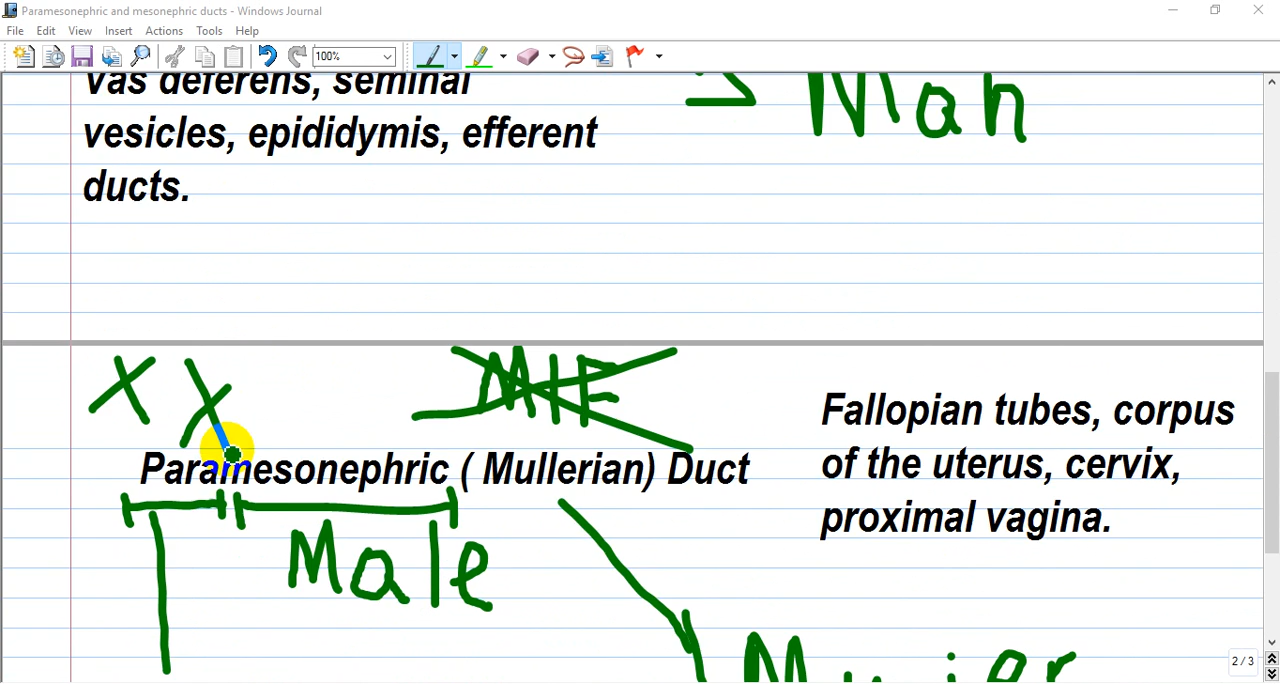 Paramesonephric and mesonephric ducts - Windows Journal
File Edit View Insert Actions Tools Help
100%
Vas deferens, seminal
vesicles, epididymis, efferent
ducts.
Man
X X
MIF
Paramesonephric ( Mullerian) Duct
Male
Fallopian tubes, corpus
of the uterus, cervix,
proximal vagina.
2/3